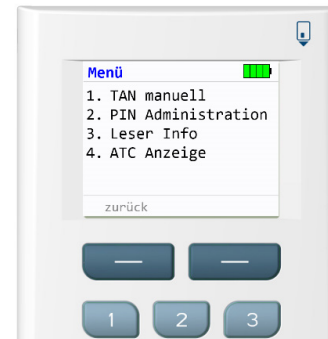 Menü
1. TAN manuell
2. PIN Administration
3. Leser Info
4. ATC Anzeige
zurück
1 2 3